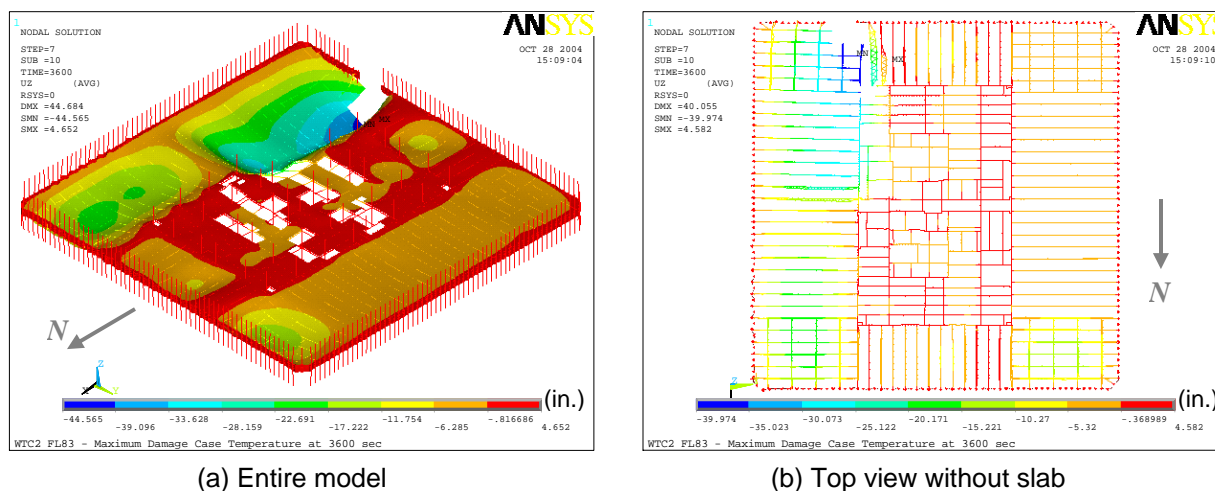 1
NODAL SOLUTION
STEP=7
SUB =10
TIME=3600
UZ (AVG)
RSYS=0
DMX=44.684
SMN=-44.565
SMX=4.652
ANSYS
OCT 28 2004
15:09:04
MN
MX
N
Z
X
Y
(in.)
-44.565 -33.628 -22.691 -11.754 -.816686
-39.096 -28.159 -17.222 -6.285 4.652
WTC2 FL83 - Maximum Damage Case Temperature at 3600 sec
(a) Entire model
1
NODAL SOLUTION
STEP=7
SUB =10
TIME=3600
UZ (AVG)
RSYS=0
DMX=40.055
SMN=-39.974
SMX=4.582
ANSYS
OCT 28 2004
15:09:10
MN
MX
N
Z
(in.)
-39.974 -30.073 -20.171 -10.27 -.368989
-35.023 -25.122 -15.221 -5.32 4.582
WTC2 FL83 - Maximum Damage Case Temperature at 3600 sec
(b) Top view without slab